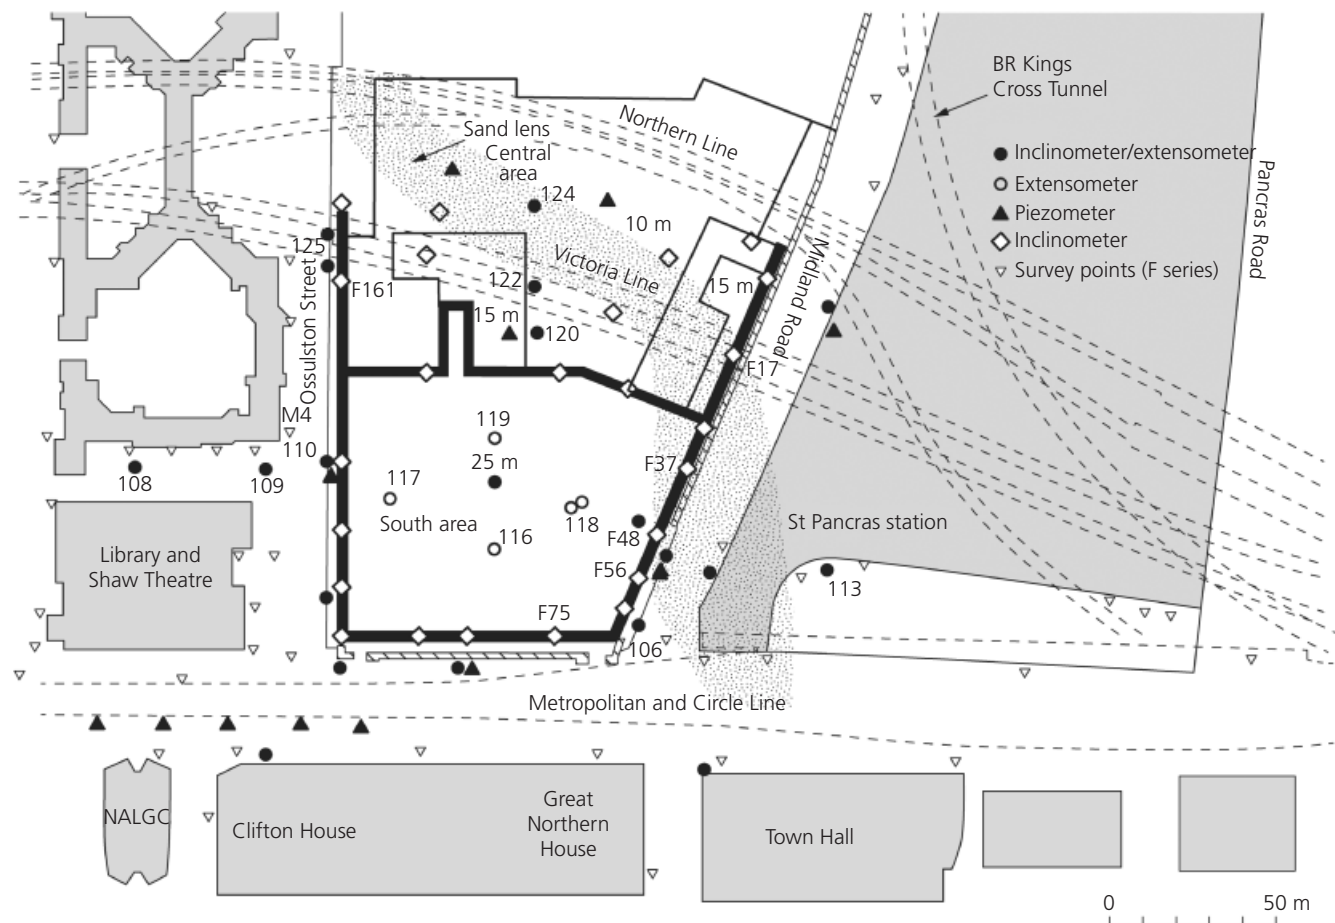 BR Kings
Cross Tunnel
Northern Line
Sand lens
Central
area
Inclinometer/extensometer
Extensometer
Piezometer
Inclinometer
Survey points (F series)
Pancras Road
124
10 m
125
Ossulston Street
F161
122
Victoria Line
15 m
Midland Road
15 m
120
F17
M4
110
119
25 m
F37
108
109
117
South area
118
116
F48
St Pancras station
Library and
Shaw Theatre
F56
113
F75
106
Metropolitan and Circle Line
NALGC
Clifton House
Great
Northern
House
Town Hall
0
50 m